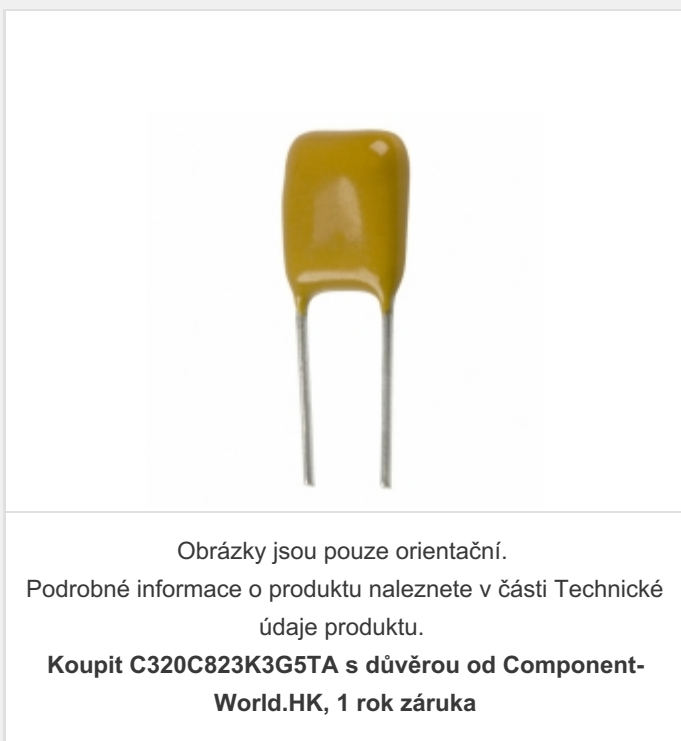 Obrázky jsou pouze orientační.
Podrobné informace o produktu naleznete v části Technické
údaje produktu.
Koupit C320C823K3G5TA s důvěrou od Component-
World.HK, 1 rok záruka